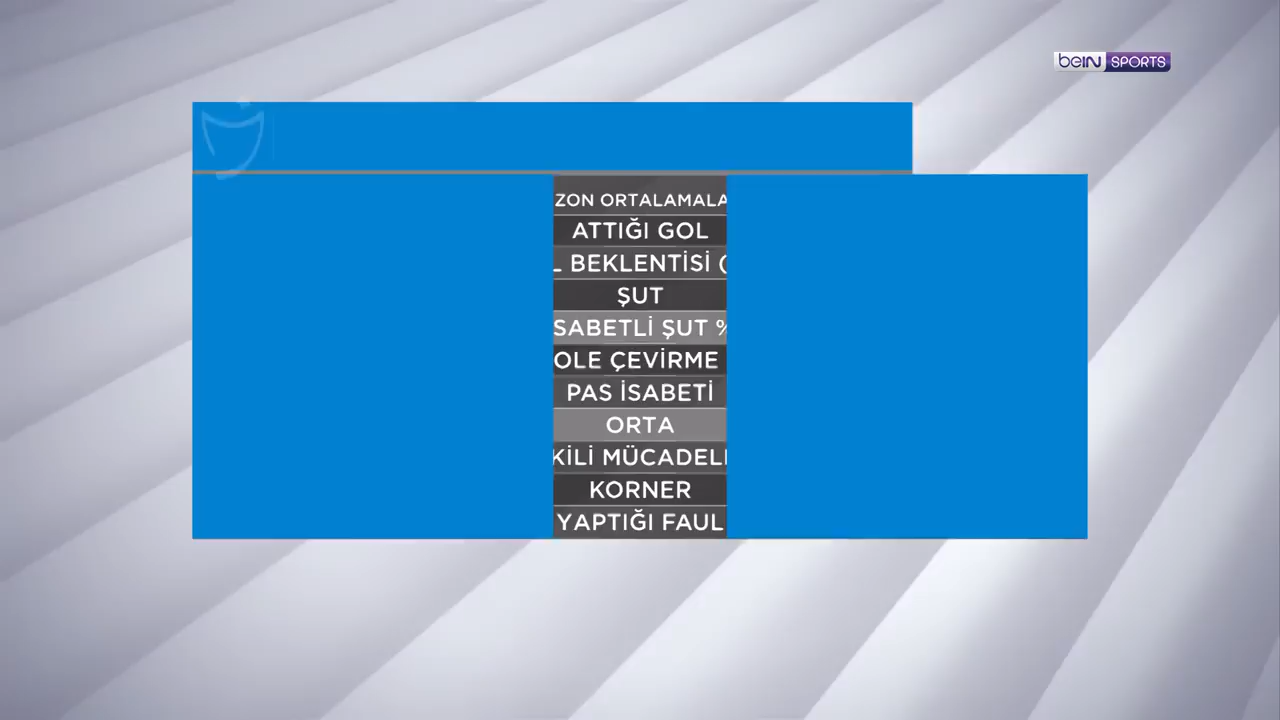 beIN SPORTS
ZON ORTALAMALA
ATTIĞI GOL
L BEKLENTİSİ (
ŞUT
SABETLİ ŞUT %
OLE ÇEVİRME
PAS İSABETİ
ORTA
KİLİ MÜCADEL
KORNER
YAPTIĞI FAUL